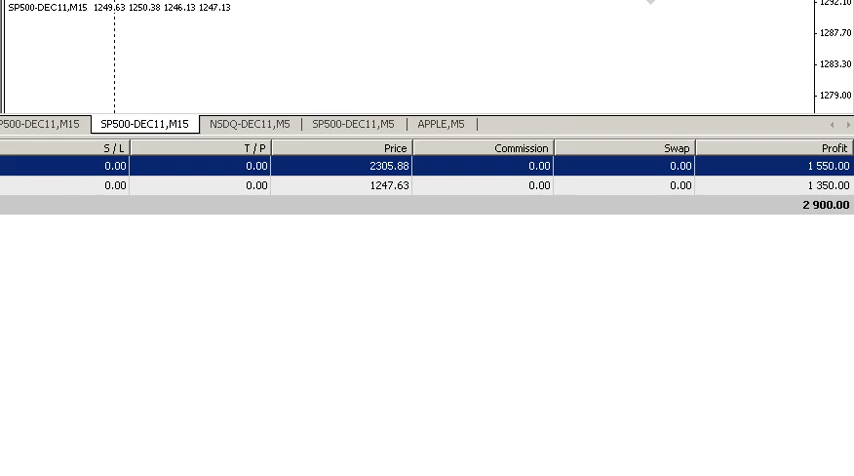 SP500-DEC11,M15 1249.63 1250.38 1246.13 1247.13
1292.10
1287.70
1283.30
1279.00
P500-DEC11,M15 SP500-DEC11,M15 NSDQ-DEC11,M5 SP500-DEC11,M5 APPLE,M5
S / L T / P Price Commission Swap Profit
0.00 0.00 2305.88 0.00 0.00 1 550.00
0.00 0.00 1247.63 0.00 0.00 1 350.00
2 900.00